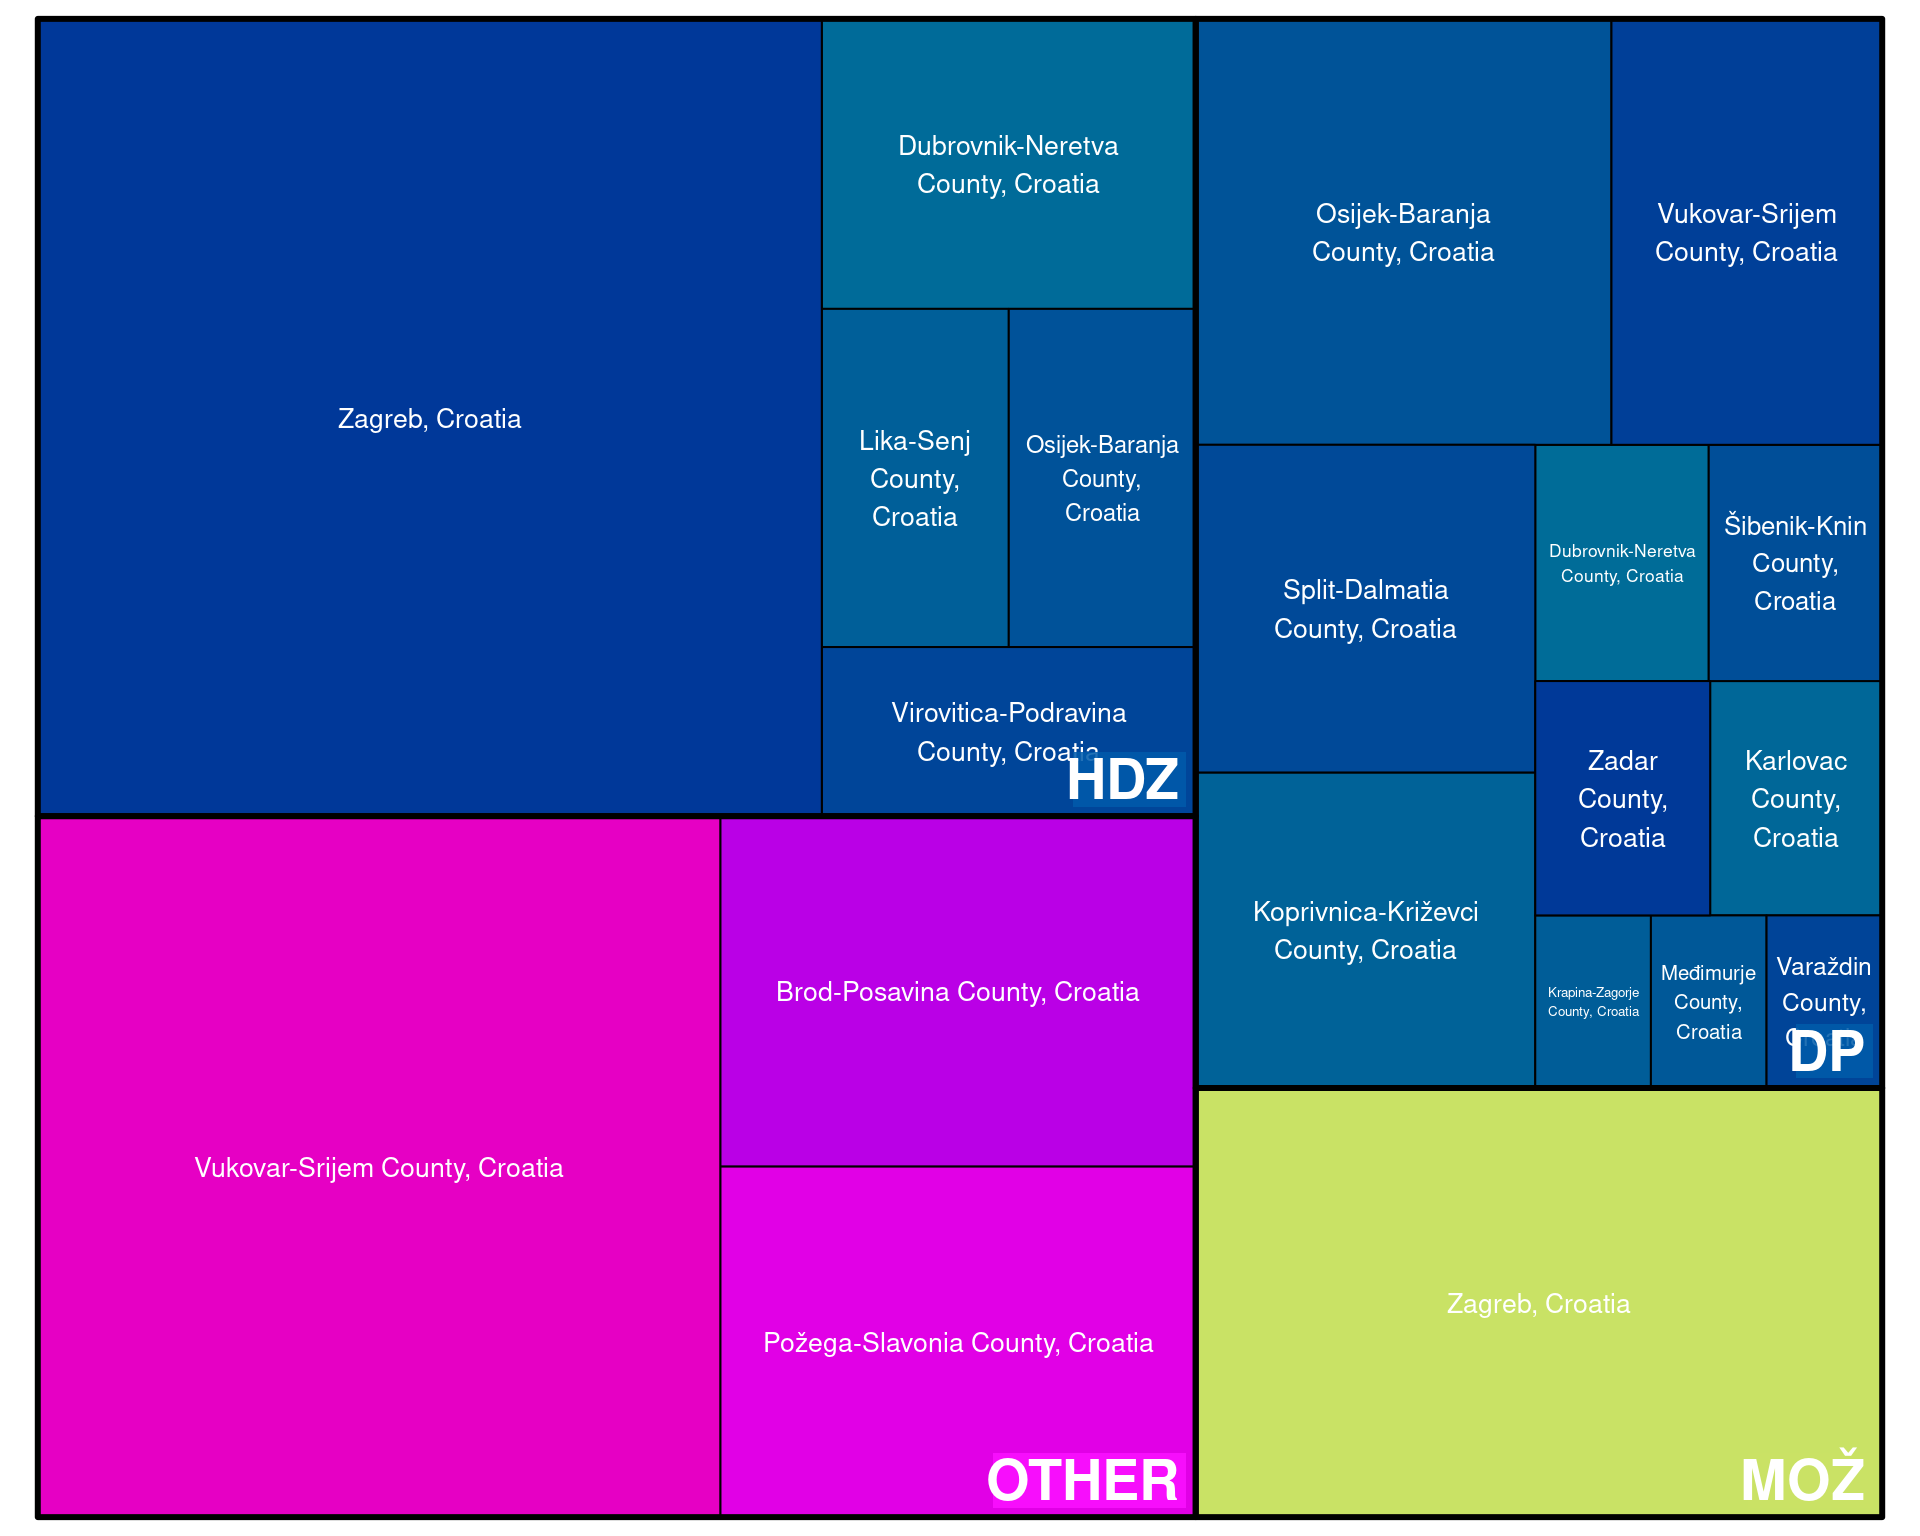 Zagreb, Croatia
Dubrovnik-Neretva
County, Croatia
Lika-Senj
County,
Croatia
Osijek-Baranja
County,
Croatia
Virovitica-Podravina
County, Croatia
HDZ
Osijek-Baranja
County, Croatia
Vukovar-Srijem
County, Croatia
Split-Dalmatia
County, Croatia
Dubrovnik-Neretva
County, Croatia
Šibenik-Knin
County,
Croatia
Zadar
County,
Croatia
Karlovac
County,
Croatia
Koprivnica-Križevci
County, Croatia
Krapina-Zagorje
County, Croatia
Međimurje
County,
Croatia
Varaždin
County,
DP
Vukovar-Srijem County, Croatia
Brod-Posavina County, Croatia
Požega-Slavonia County, Croatia
OTHER
Zagreb, Croatia
MOŽ